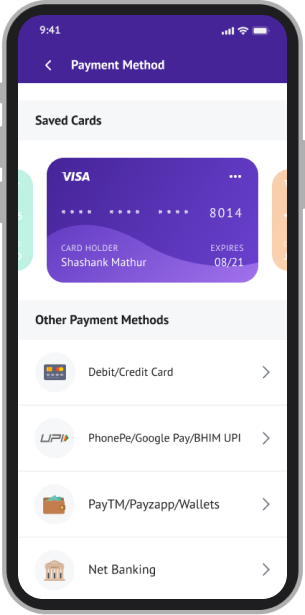 9:41
Payment Method
Saved Cards
VISA
**** **** **** 8014
CARD HOLDER EXPIRES
Shashank Mathur 08/21
Other Payment Methods
Debit/Credit Card
UPI PhonePe/Google Pay/BHIM UPI
PayTM/Payzapp/Wallets
Net Banking